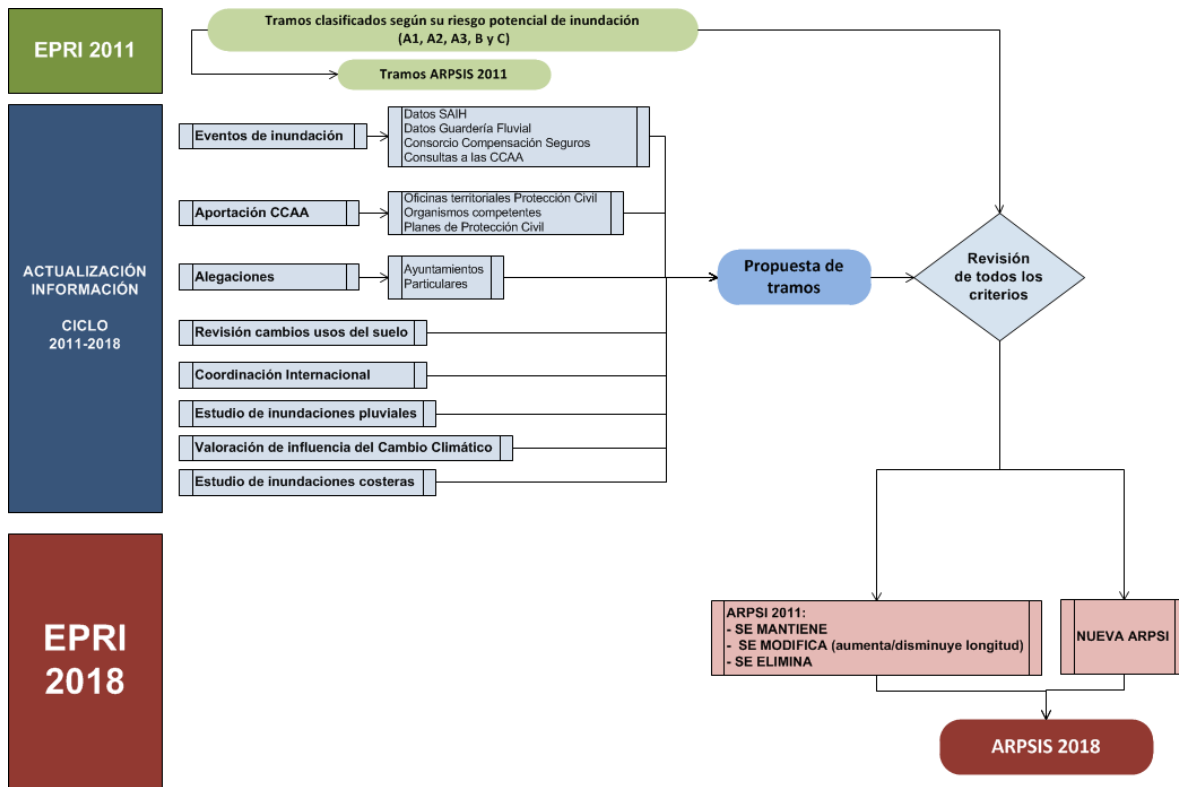 EPRI 2011
Tramos clasificados según su riesgo potencial de inundación
(A1, A2, A3, B y C)
Tramos ARPSIS 2011
ACTUALIZACIÓN
INFORMACIÓN
CICLO
2011-2018
Eventos de inundación
Datos SAIH
Datos Guardería Fluvial
Consorcio Compensación Seguros
Consultas a las CCAA
Aportación CCAA
Oficinas territoriales Protección Civil
Organismos competentes
Planes de Protección Civil
Alegaciones
Ayuntamientos
Particulares
Revisión cambios usos del suelo
Coordinación Internacional
Estudio de inundaciones pluviales
Valoración de influencia del Cambio Climático
Estudio de inundaciones costeras
Propuesta de
tramos
Revisión
de todos los
criterios
EPRI
2018
ARPSI 2011:
- SE MANTIENE
- SE MODIFICA (aumenta/disminuye longitud)
- SE ELIMINA
NUEVA ARPSI
ARPSIS 2018